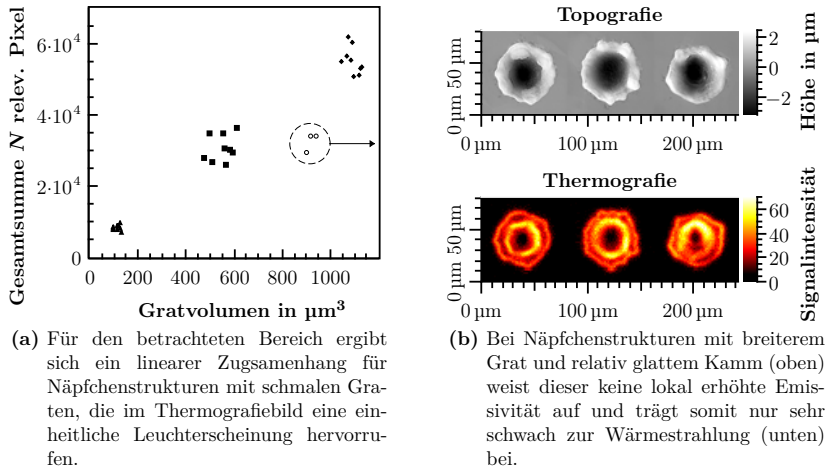 Gesamtsumme N relev. Pixel
6·10⁴
4·10⁴
2·10⁴
0
0 200 400 600 800 1000
Gratvolumen in µm³
(a) Für den betrachteten Bereich ergibt
sich ein linearer Zugsamenhang für
Näpfchenstrukturen mit schmalen Gra-
ten, die im Thermografiebild eine ein-
heitliche Leuchterscheinung hervorru-
fen.
Topografie
0 µm 50 µm
0 µm 100 µm 200 µm
2
0
−2
Höhe in µm
Thermografie
0 µm 50 µm
0 µm 100 µm 200 µm
60
40
20
0
Signalintensität
(b) Bei Näpfchenstrukturen mit breiterem
Grat und relativ glattem Kamm (oben)
weist dieser keine lokal erhöhte Emis-
sivität auf und trägt somit nur sehr
schwach zur Wärmestrahlung (unten)
bei.